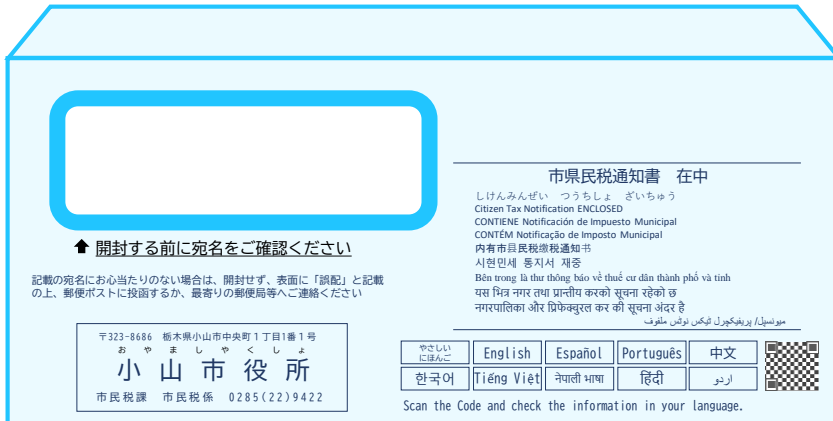 ⬆ 開封する前に宛名をご確認ください
記載の宛名にお心当たりのない場合は、開封せず、表面に「誤配」と記載
の上、郵便ポストに投函するか、最寄りの郵便局等へご連絡ください
〒323-8686 栃木県小山市中央町1丁目1番1号
おやましやくしょ
小山市役所
市民税課 市民税係 0285(22)9422
市県民税通知書 在中
しけんみんぜい つうちしょ ざいちゅう
Citizen Tax Notification ENCLOSED
CONTIENE Notificación de Impuesto Municipal
CONTÉM Notificação de Imposto Municipal
内有市县民税缴税通知书
시현민세 통지서 재중
Bên trong là thư thông báo về thuế cư dân thành phố và tỉnh
यस भित्र नगर तथा प्रान्तीय करको सूचना रहेको छ
नगरपालिका और प्रिफेक्चुरल कर की सूचना अंदर है
میونسپل/ پریفیکچرل ٹیکس نوٹس ملفوف
やさしい
にほんご
English
Español
Português
中文
한국어
Tiếng Việt
नेपाली भाषा
हिंदी
اردو
Scan the Code and check the information in your language.